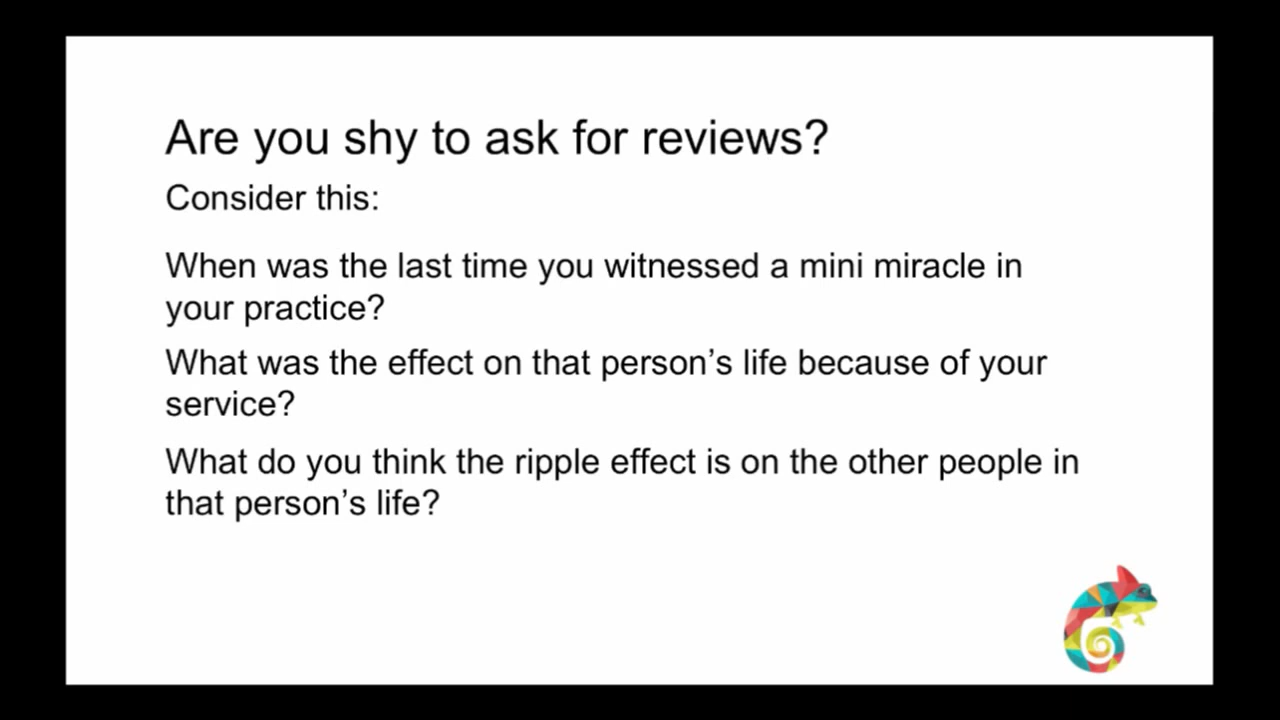 Are you shy to ask for reviews?
Consider this:
When was the last time you witnessed a mini miracle in
your practice?
What was the effect on that person’s life because of your
service?
What do you think the ripple effect is on the other people in
that person’s life?